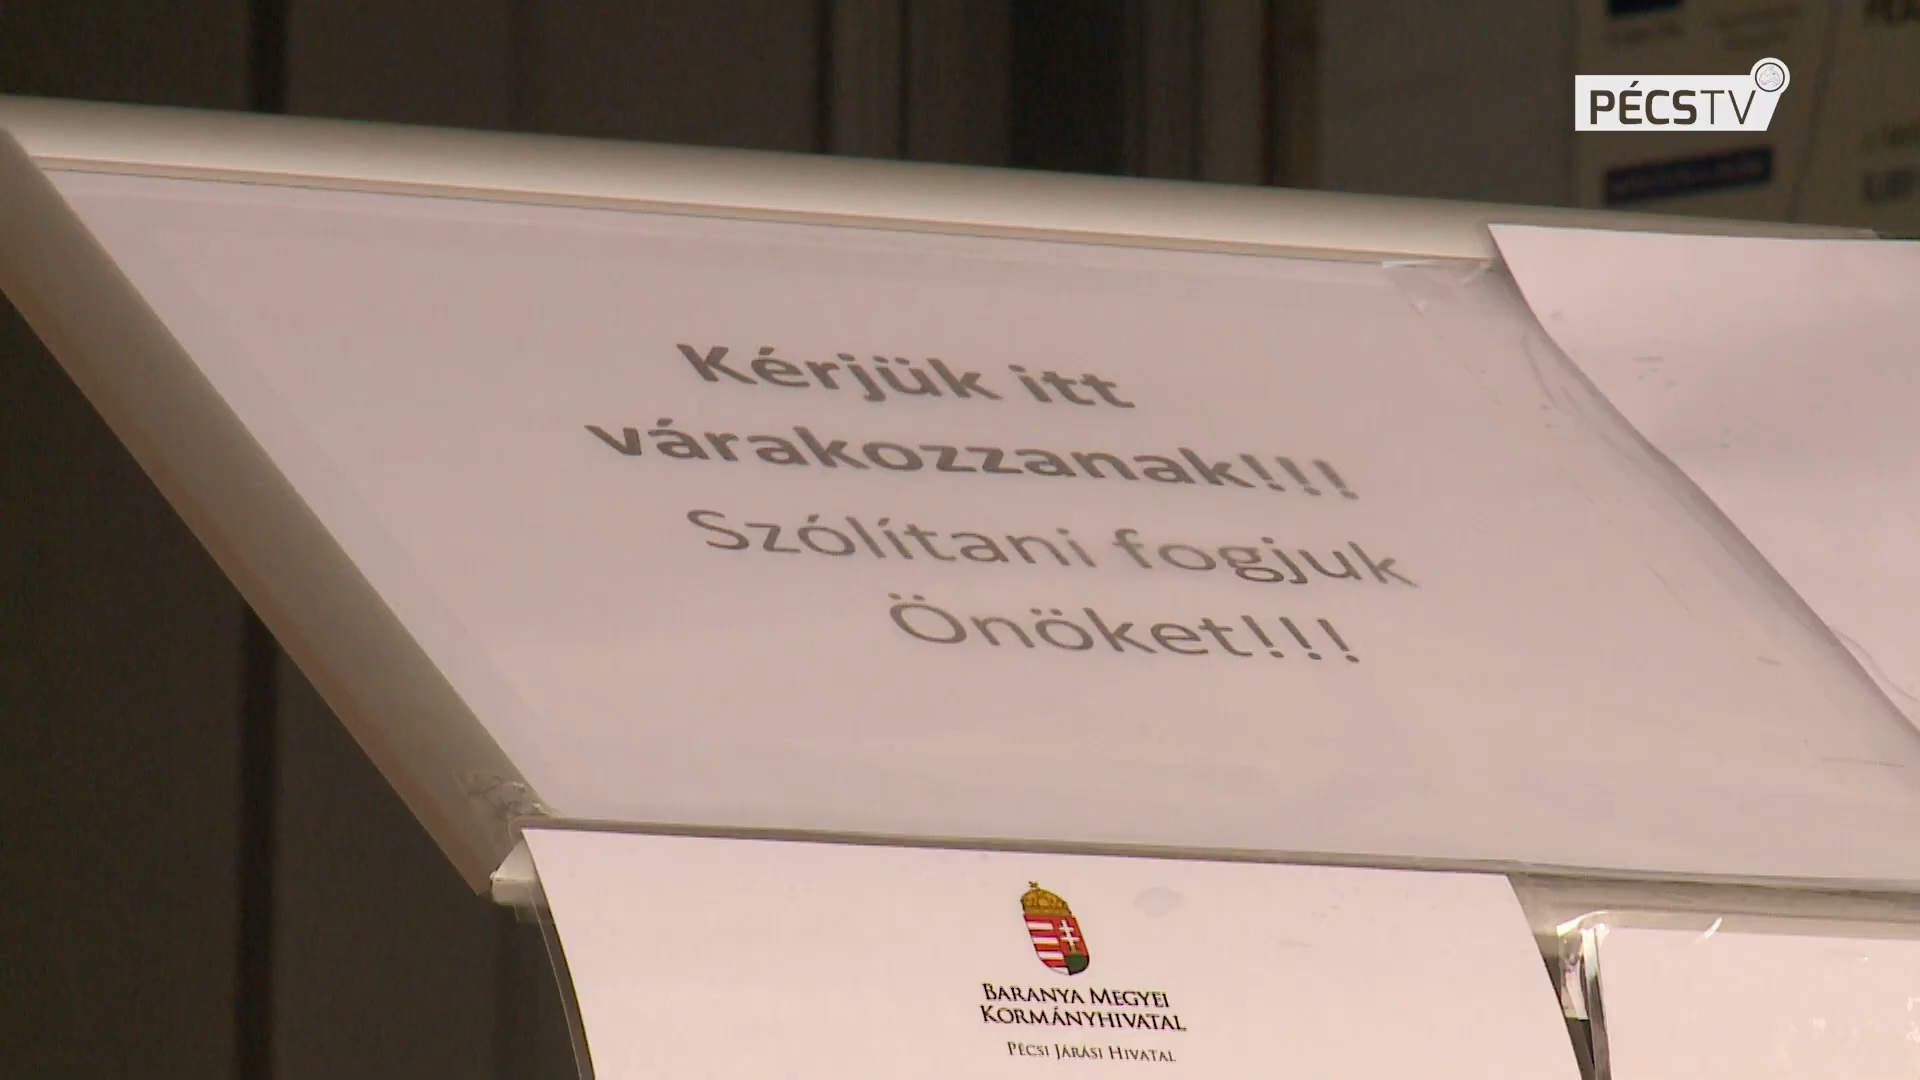 PÉCSTV
Kérjük itt
várakozzanak!!!
Szólítani fogjuk
Önöket!!!
BARANYA MEGYEI
KORMÁNYHIVATAL
PÉCSI JÁRÁSI HIVATAL